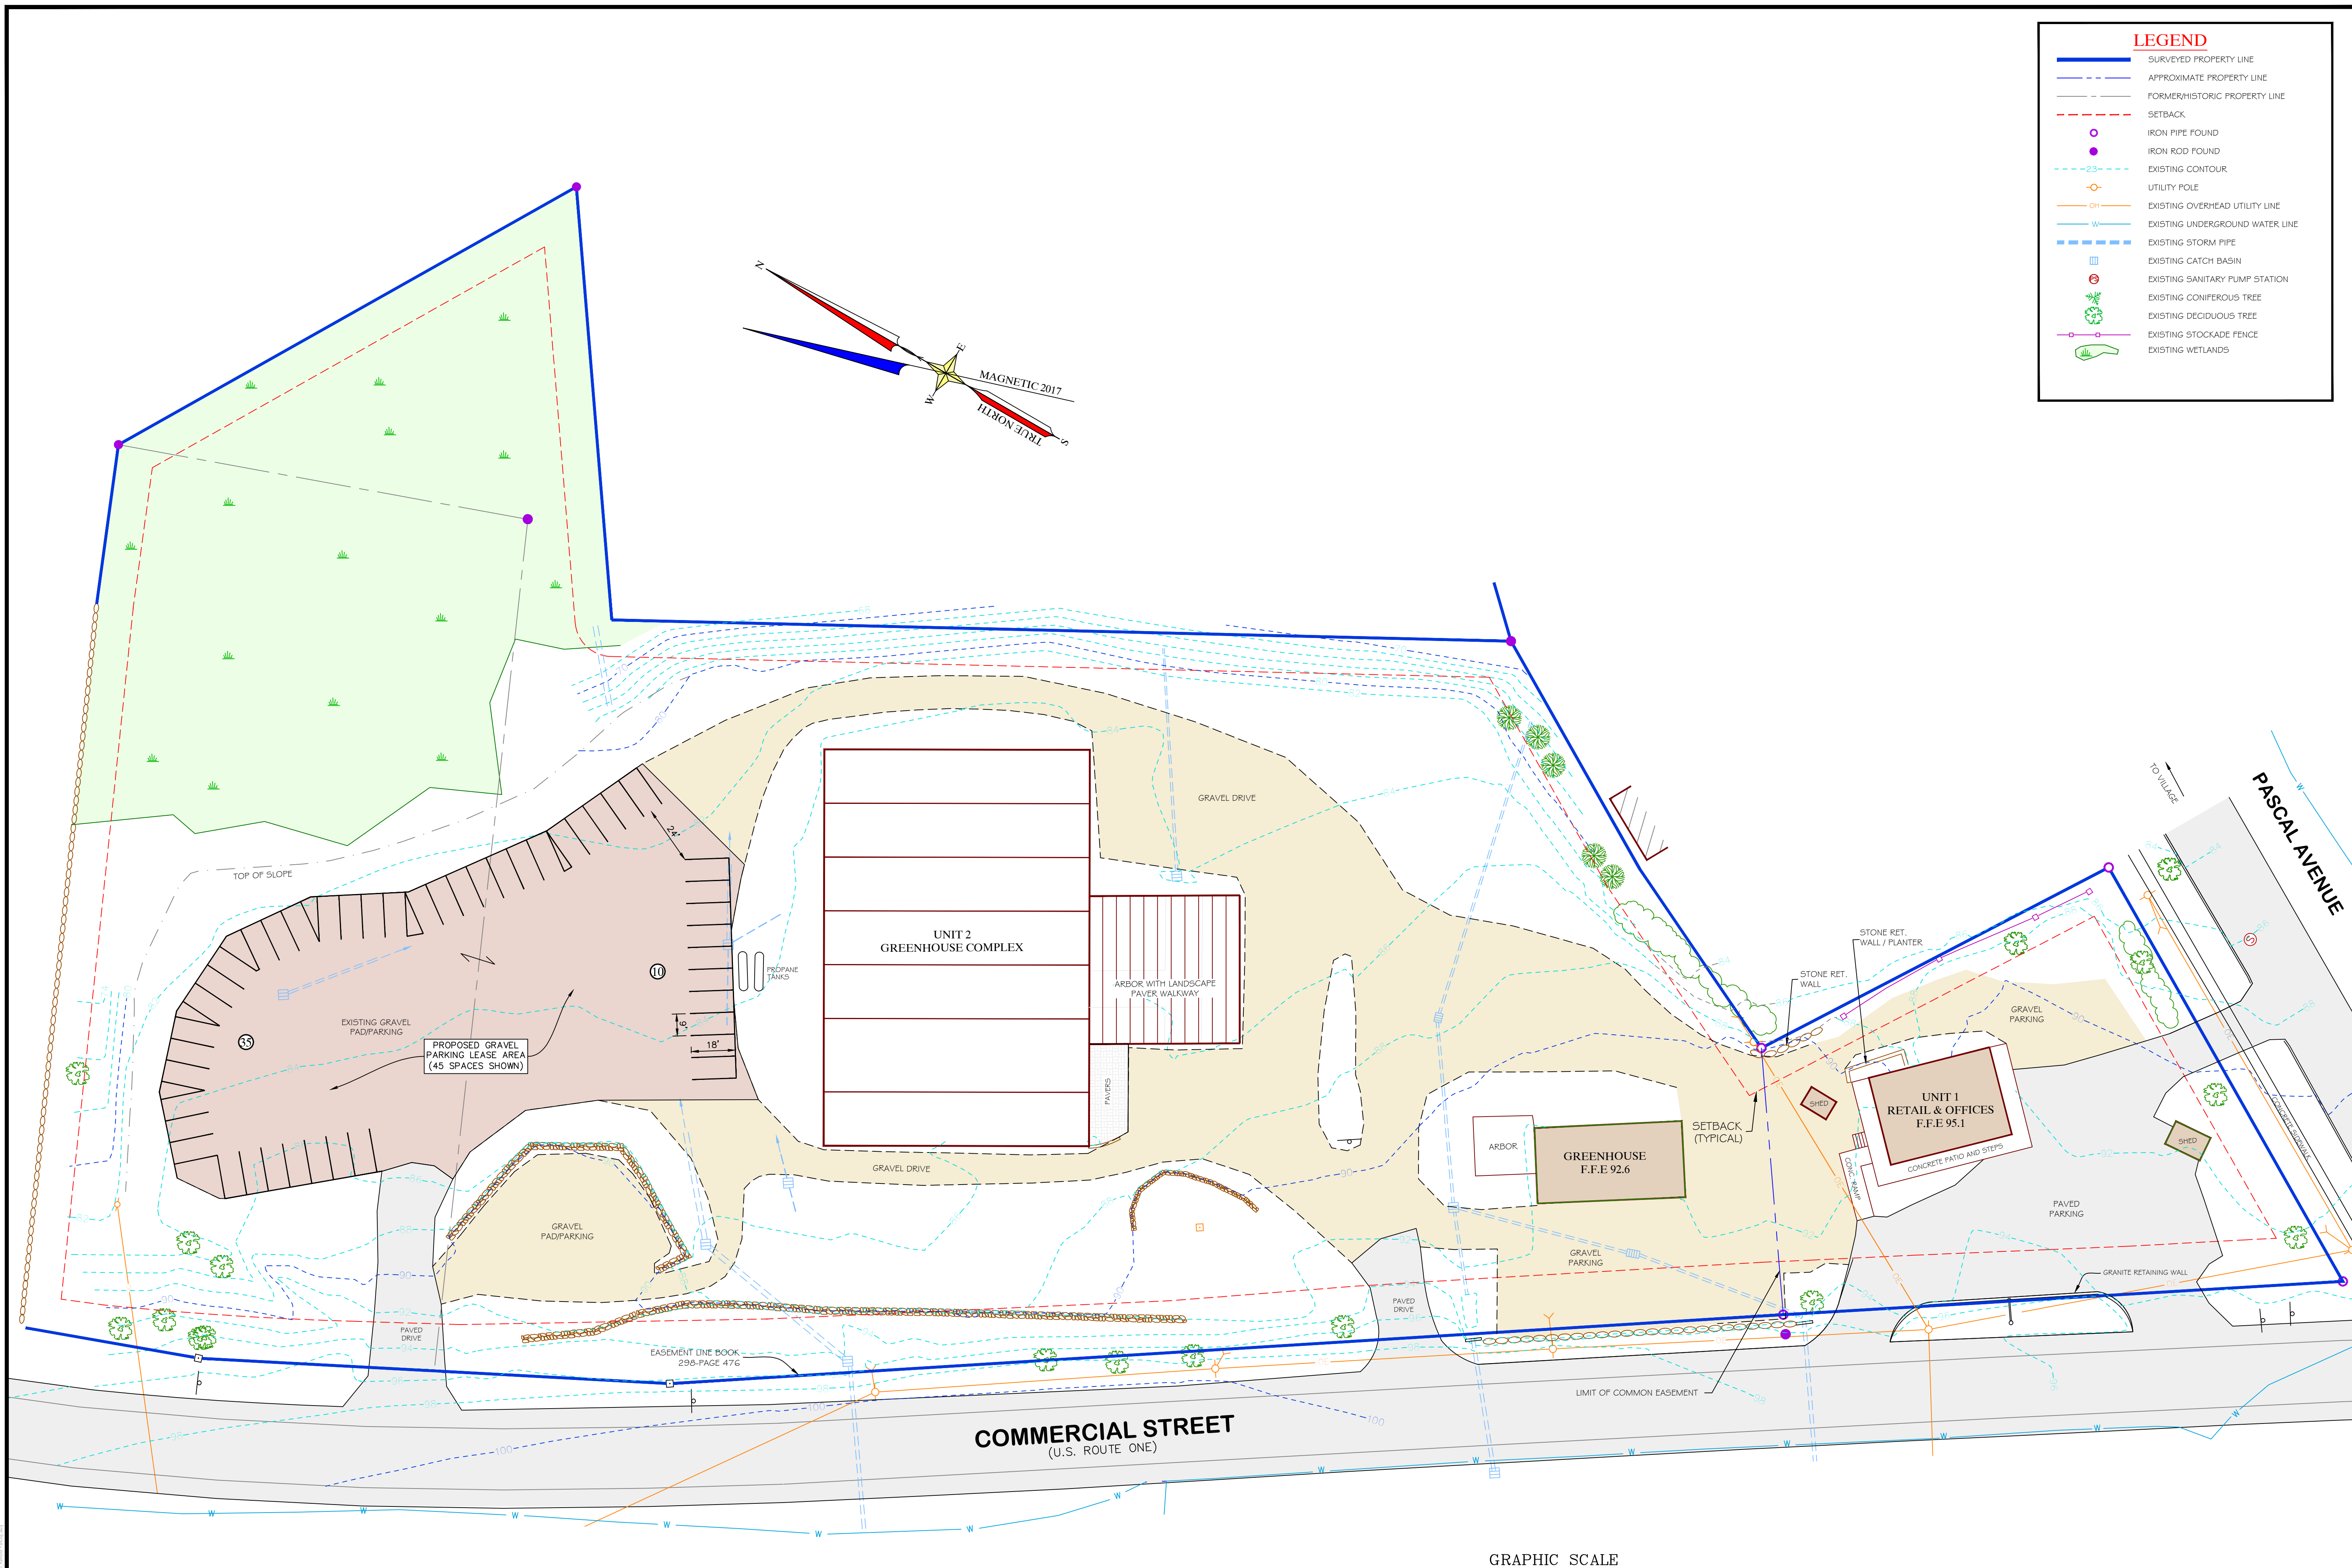 LEGEND
SURVEYED PROPERTY LINE
APPROXIMATE PROPERTY LINE
FORMER/HISTORIC PROPERTY LINE
SETBACK
IRON PIPE FOUND
IRON ROD FOUND
23
EXISTING CONTOUR
UTILITY POLE
OH
EXISTING OVERHEAD UTILITY LINE
W
EXISTING UNDERGROUND WATER LINE
EXISTING STORM PIPE
EXISTING CATCH BASIN
PS
EXISTING SANITARY PUMP STATION
EXISTING CONIFEROUS TREE
EXISTING DECIDUOUS TREE
EXISTING STOCKADE FENCE
EXISTING WETLANDS
N
E
W
S
MAGNETIC 2017
TRUE NORTH
TO VILLAGE
PASCAL AVENUE
CONCRETE SIDEWALK
TOP OF SLOPE
24'
GRAVEL DRIVE
UNIT 2
GREENHOUSE COMPLEX
ARBOR WITH LANDSCAPE
PAVER WALKWAY
PROPANE
TANKS
10
35
9'
18'
EXISTING GRAVEL
PAD/PARKING
PROPOSED GRAVEL
PARKING LEASE AREA
(45 SPACES SHOWN)
PAVERS
GRAVEL DRIVE
STONE RET.
WALL / PLANTER
STONE RET.
WALL
GRAVEL
PARKING
UNIT 1
RETAIL & OFFICES
F.F.E 95.1
SHED
SHED
SETBACK
(TYPICAL)
ARBOR
GREENHOUSE
F.F.E 92.6
CONCRETE PATIO AND STEPS
CONC. RAMP
PAVED
PARKING
GRAVEL
PAD/PARKING
GRAVEL
PARKING
GRANITE RETAINING WALL
PAVED
DRIVE
PAVED
DRIVE
EASEMENT LINE BOOK
298-PAGE 476
LIMIT OF COMMON EASEMENT
COMMERCIAL STREET
(U.S. ROUTE ONE)
GRAPHIC SCALE